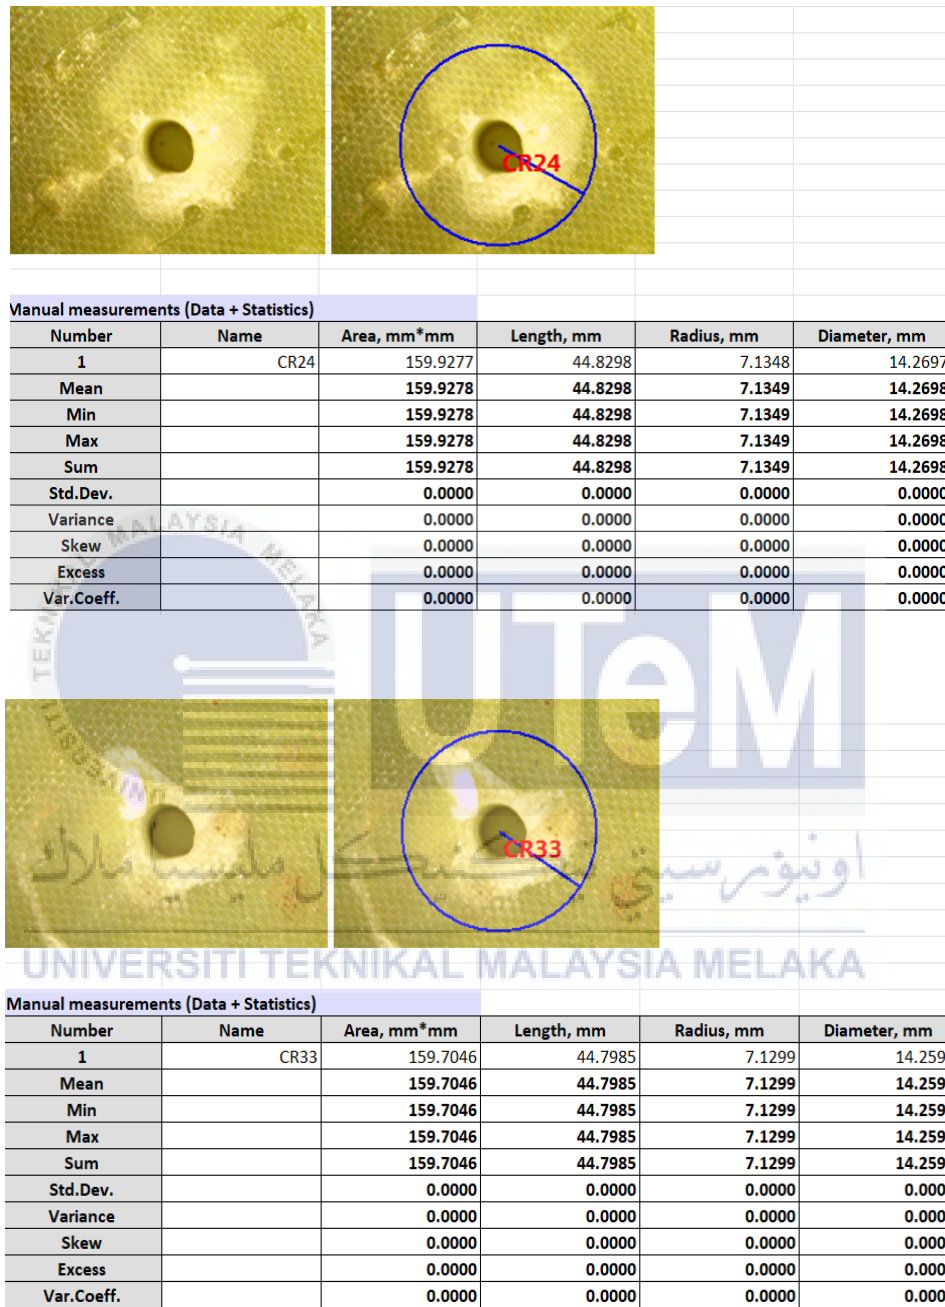 CR24
Manual measurements (Data + Statistics)
Number Name Area, mm*mm Length, mm Radius, mm Diameter, mm
1 CR24 159.9277 44.8298 7.1348 14.2697
Mean 159.9278 44.8298 7.1349 14.2698
Min 159.9278 44.8298 7.1349 14.2698
Max 159.9278 44.8298 7.1349 14.2698
Sum 159.9278 44.8298 7.1349 14.2698
Std.Dev. 0.0000 0.0000 0.0000 0.0000
Variance 0.0000 0.0000 0.0000 0.0000
Skew 0.0000 0.0000 0.0000 0.0000
Excess 0.0000 0.0000 0.0000 0.0000
Var.Coeff. 0.0000 0.0000 0.0000 0.0000
UTeM
CR33
اونيۏرسيتي تيكنيكل مليسيا ملاك
UNIVERSITI TEKNIKAL MALAYSIA MELAKA
Manual measurements (Data + Statistics)
Number Name Area, mm*mm Length, mm Radius, mm Diameter, mm
1 CR33 159.7046 44.7985 7.1299 14.259
Mean 159.7046 44.7985 7.1299 14.259
Min 159.7046 44.7985 7.1299 14.259
Max 159.7046 44.7985 7.1299 14.259
Sum 159.7046 44.7985 7.1299 14.259
Std.Dev. 0.0000 0.0000 0.0000 0.000
Variance 0.0000 0.0000 0.0000 0.000
Skew 0.0000 0.0000 0.0000 0.000
Excess 0.0000 0.0000 0.0000 0.000
Var.Coeff. 0.0000 0.0000 0.0000 0.000